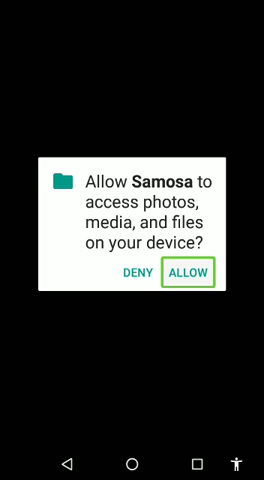 Allow Samosa to
access photos,
media, and files
on your device?
DENY ALLOW